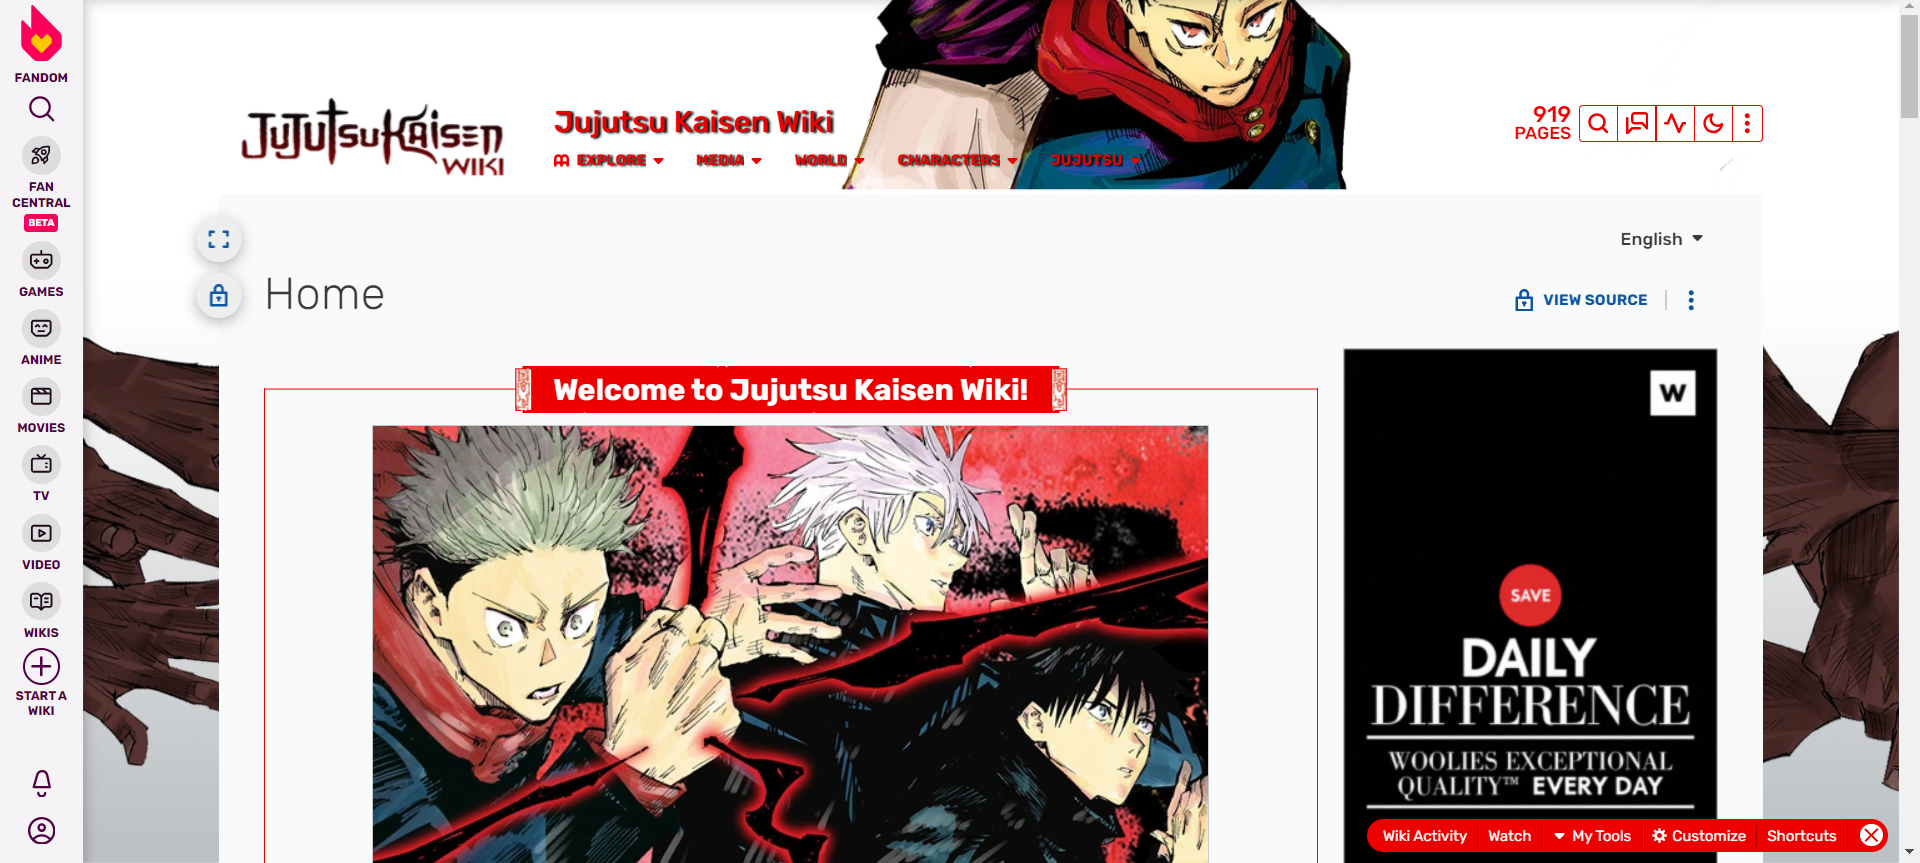 FANDOM
FAN
CENTRAL
BETA
GAMES
ANIME
MOVIES
TV
VIDEO
WIKIS
START A
WIKI
JUJUTSU KAISEN
WIKI
Jujutsu Kaisen Wiki
EXPLORE MEDIA WORLD CHARACTERS JUJUTSU
919
PAGES
English
Home
VIEW SOURCE
Welcome to Jujutsu Kaisen Wiki!
W
SAVE
DAILY
DIFFERENCE
WOOLIES EXCEPTIONAL
QUALITY™ EVERY DAY
Wiki Activity Watch My Tools Customize Shortcuts